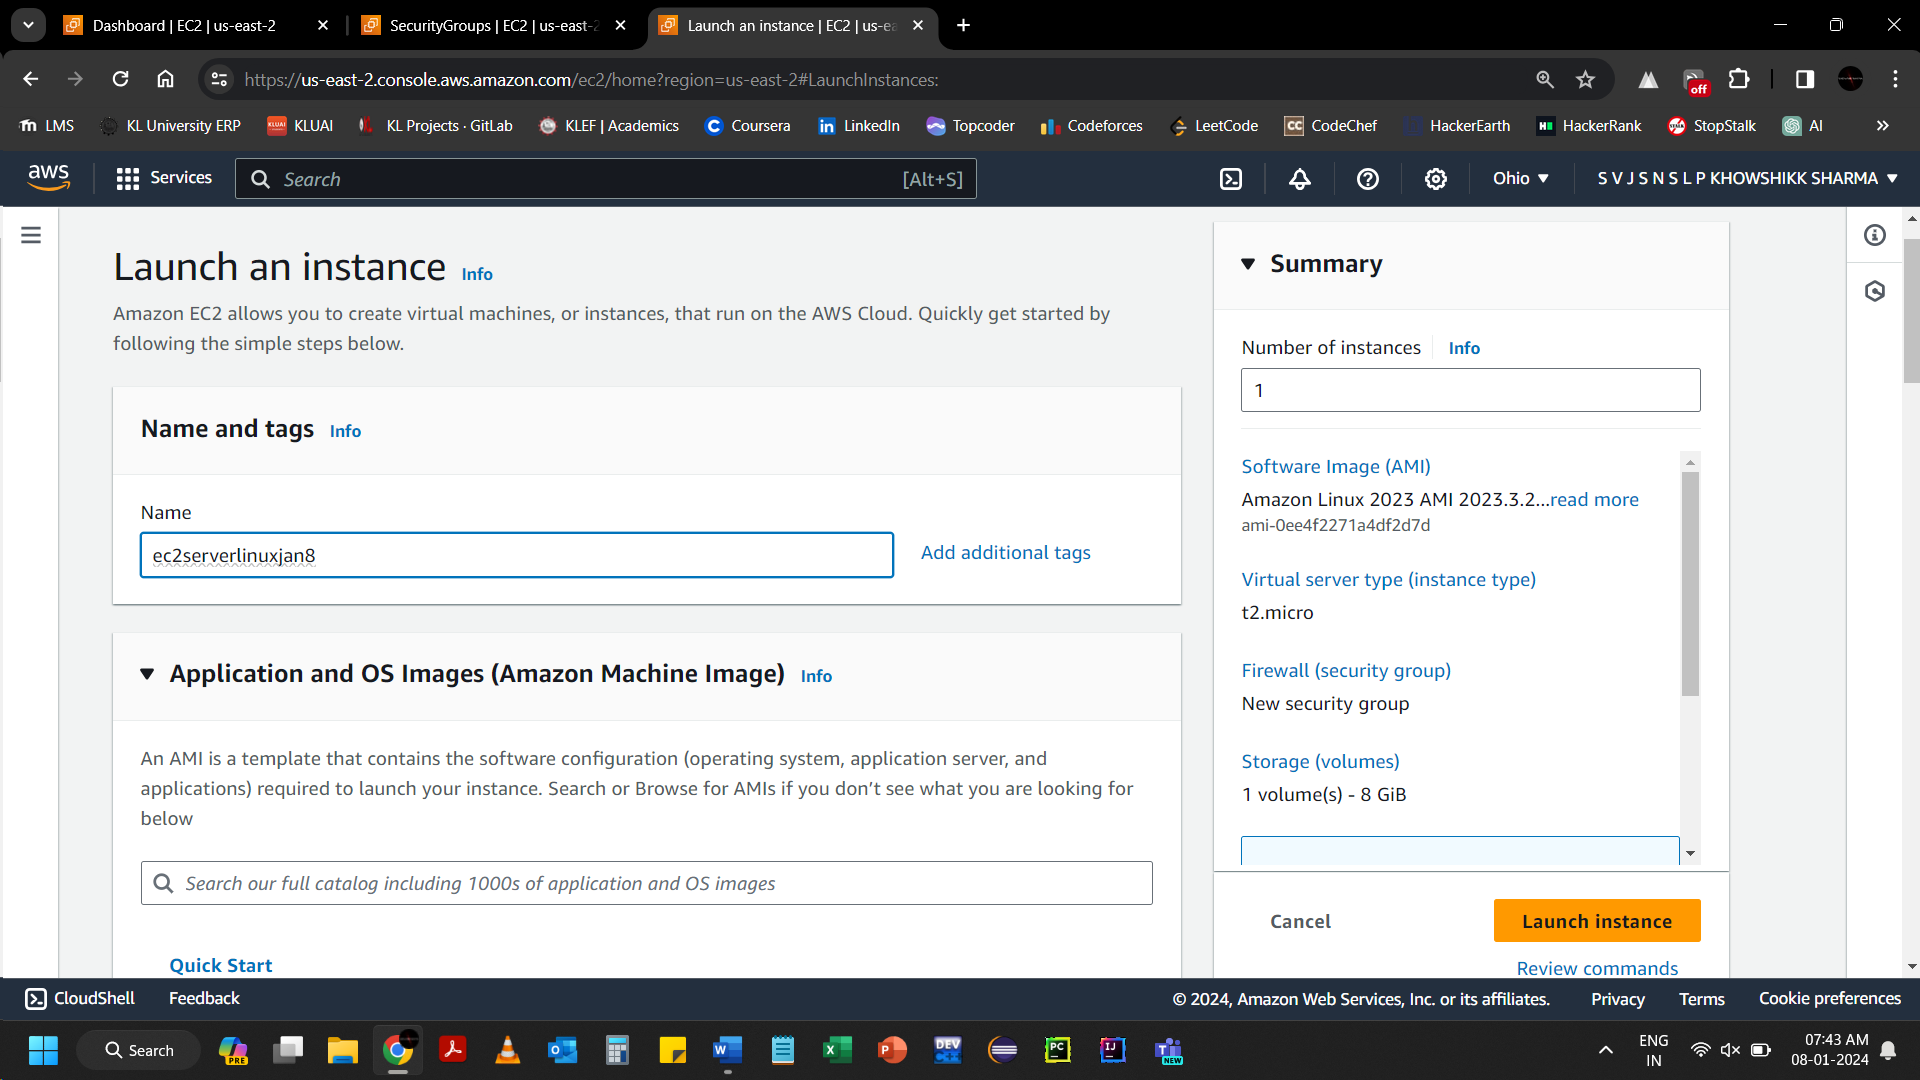 Dashboard | EC2 | us-east-2
SecurityGroups | EC2 | us-east-2
Launch an instance | EC2 | us-ea
https://us-east-2.console.aws.amazon.com/ec2/home?region=us-east-2#LaunchInstances:
off
LMS
KL University ERP
KLUAI
KL Projects · GitLab
KLEF | Academics
Coursera
LinkedIn
Topcoder
Codeforces
LeetCode
CodeChef
HackerEarth
HackerRank
StopStalk
AI
aws
Services
Search
[Alt+S]
Ohio
S V J S N S L P KHOWSHIKK SHARMA
Launch an instance Info
Amazon EC2 allows you to create virtual machines, or instances, that run on the AWS Cloud. Quickly get started by
following the simple steps below.
Name and tags Info
Name
ec2serverlinuxjan8
Add additional tags
Application and OS Images (Amazon Machine Image) Info
An AMI is a template that contains the software configuration (operating system, application server, and
applications) required to launch your instance. Search or Browse for AMIs if you don’t see what you are looking for
below
Search our full catalog including 1000s of application and OS images
Quick Start
Summary
Number of instances Info
1
Software Image (AMI)
Amazon Linux 2023 AMI 2023.3.2...read more
ami-0ee4f2271a4df2d7d
Virtual server type (instance type)
t2.micro
Firewall (security group)
New security group
Storage (volumes)
1 volume(s) - 8 GiB
Cancel
Launch instance
Review commands
CloudShell
Feedback
© 2024, Amazon Web Services, Inc. or its affiliates.
Privacy
Terms
Cookie preferences
Search
PRE
DEV
PC
IJ
NEW
ENG
IN
07:43 AM
08-01-2024